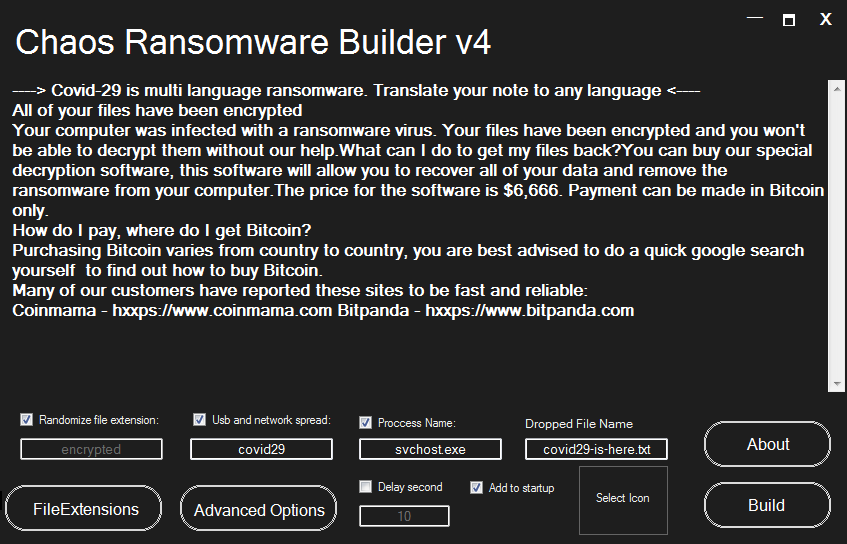 Chaos Ransomware Builder v4
— X
----> Covid-29 is multi language ransomware. Translate your note to any language <----
All of your files have been encrypted
Your computer was infected with a ransomware virus. Your files have been encrypted and you won't
be able to decrypt them without our help.What can I do to get my files back?You can buy our special
decryption software, this software will allow you to recover all of your data and remove the
ransomware from your computer.The price for the software is $6,666. Payment can be made in Bitcoin
only.
How do I pay, where do I get Bitcoin?
Purchasing Bitcoin varies from country to country, you are best advised to do a quick google search
yourself  to find out how to buy Bitcoin.
Many of our customers have reported these sites to be fast and reliable:
Coinmama - hxxps://www.coinmama.com Bitpanda - hxxps://www.bitpanda.com
Randomize file extension:
encrypted
Usb and network spread:
covid29
Proccess Name:
svchost.exe
Dropped File Name
covid29-is-here.txt
About
FileExtensions
Advanced Options
Delay second
10
Add to startup
Select Icon
Build